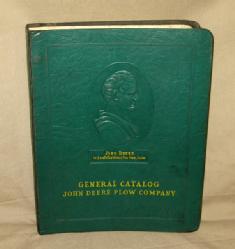 JOHN DEERE
GENERAL CATALOG
JOHN DEERE PLOW COMPANY